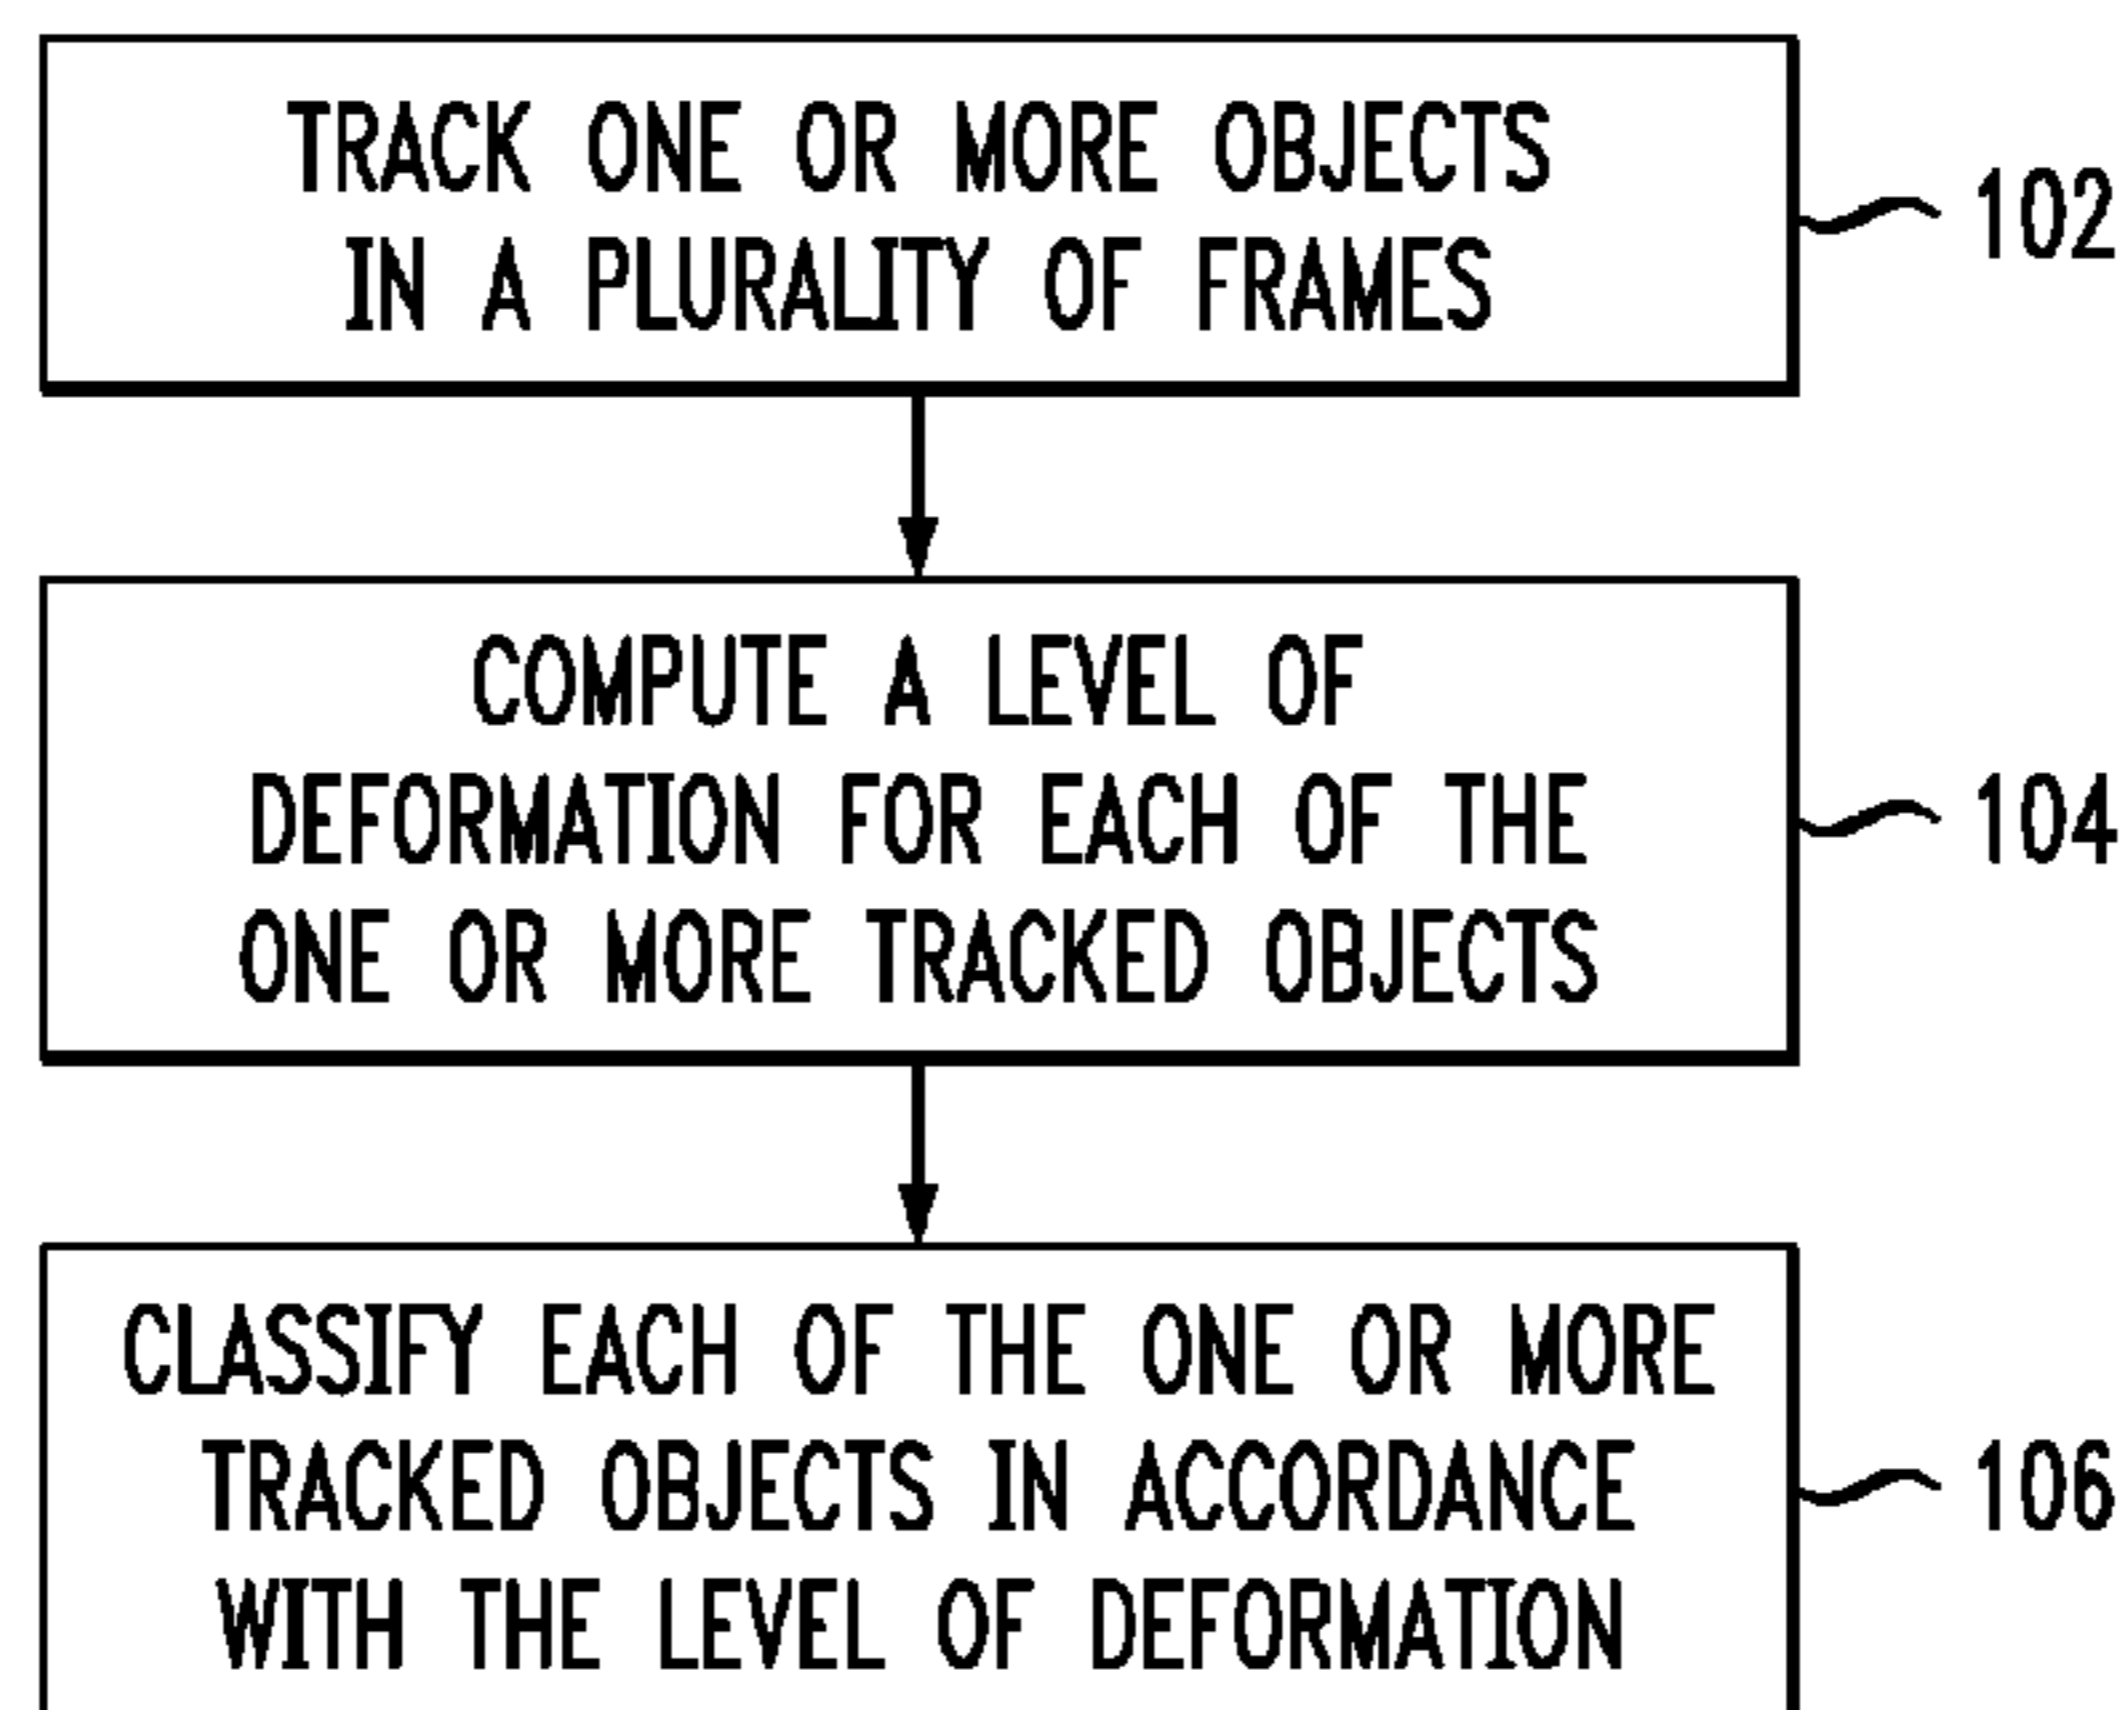 TRACK ONE OR MORE OBJECTS
IN A PLURALITY OF FRAMES
102
COMPUTE A LEVEL OF
DEFORMATION FOR EACH OF THE
ONE OR MORE TRACKED OBJECTS
104
CLASSIFY EACH OF THE ONE OR MORE
TRACKED OBJECTS IN ACCORDANCE
WITH THE LEVEL OF DEFORMATION
106